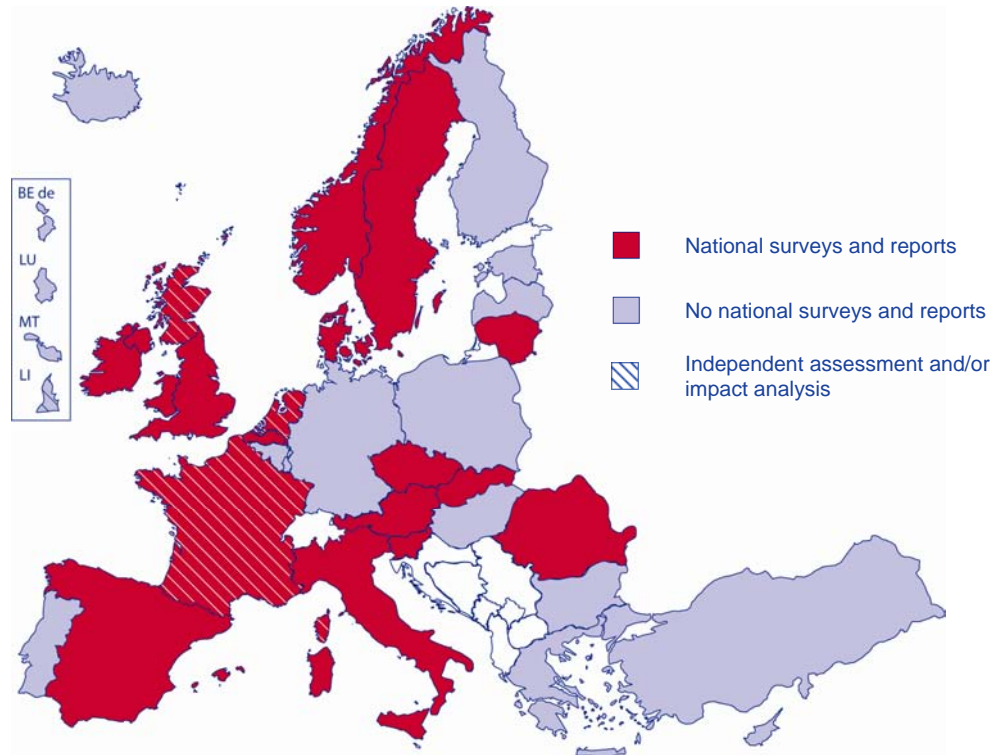 BE de
LU
MT
LI
National surveys and reports
No national surveys and reports
Independent assessment and/or
impact analysis